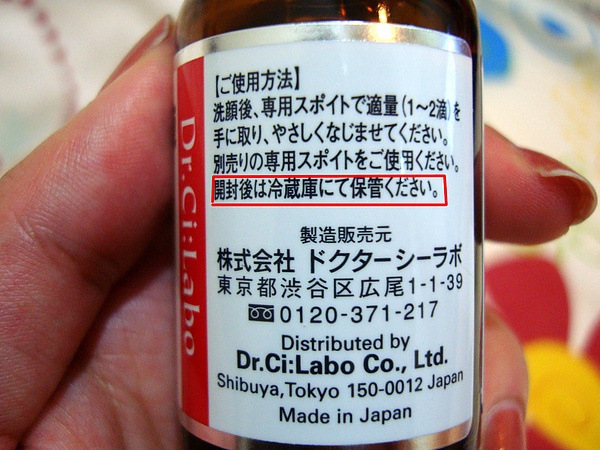 【ご使用方法】
洗顔後、専用スポイトで適量(1〜2滴)を
手に取り、やさしくなじませてください。
別売りの専用スポイトをご使用ください。
開封後は冷蔵庫にて保管ください。
製造販売元
株式会社 ドクターシーラボ
東京都渋谷区広尾1-1-39
0120-371-217
Distributed by
Dr.Ci:Labo Co., Ltd.
Shibuya,Tokyo 150-0012 Japan
Made in Japan
Dr.Ci:Labo